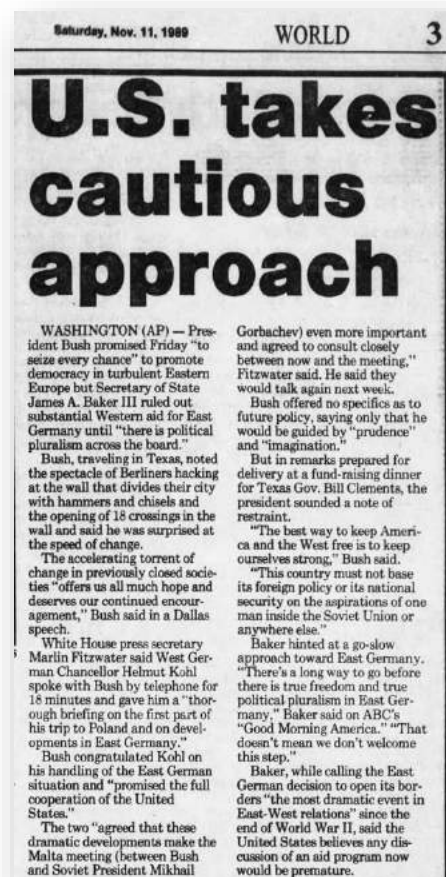 Saturday, Nov. 11, 1989
WORLD
3
U.S. takes
cautious
approach
WASHINGTON (AP) — Pres-
ident Bush promised Friday "to
seize every chance" to promote
democracy in turbulent Eastern
Europe but Secretary of State
James A. Baker III ruled out
substantial Western aid for East
Germany until "there is political
pluralism across the board."
Bush, traveling in Texas, noted
the spectacle of Berliners hacking
at the wall that divides their city
with hammers and chisels and
the opening of 18 crossings in the
wall and said he was surprised at
the speed of change.
The accelerating torrent of
change in previously closed socie-
ties "offers us all much hope and
deserves our continued encour-
agement," Bush said in a Dallas
speech.
White House press secretary
Marlin Fitzwater said West Ger-
man Chancellor Helmut Kohl
spoke with Bush by telephone for
18 minutes and gave him a "thor-
ough briefing on the first part of
his trip to Poland and on devel-
opments in East Germany."
Bush congratulated Kohl on
his handling of the East German
situation and "promised the full
cooperation of the United
States."
The two "agreed that these
dramatic developments make the
Malta meeting (between Bush
and Soviet President Mikhail
Gorbachev) even more important
and agreed to consult closely
between now and the meeting,"
Fitzwater said. He said they
would talk again next week.
Bush offered no specifics as to
future policy, saying only that he
would be guided by "prudence"
and "imagination."
But in remarks prepared for
delivery at a fund-raising dinner
for Texas Gov. Bill Clements, the
president sounded a note of
restraint.
"The best way to keep Ameri-
ca and the West free is to keep
ourselves strong," Bush said.
"This country must not base
its foreign policy or its national
security on the aspirations of one
man inside the Soviet Union or
anywhere else."
Baker hinted at a go-slow
approach toward East Germany.
"There's a long way to go before
there is true freedom and true
political pluralism in East Ger-
many," Baker said on ABC's
"Good Morning America." "That
doesn't mean we don't welcome
this step."
Baker, while calling the East
German decision to open its bor-
ders "the most dramatic event in
East-West relations" since the
end of World War II, said the
United States believes any dis-
cussion of an aid program now
would be premature.